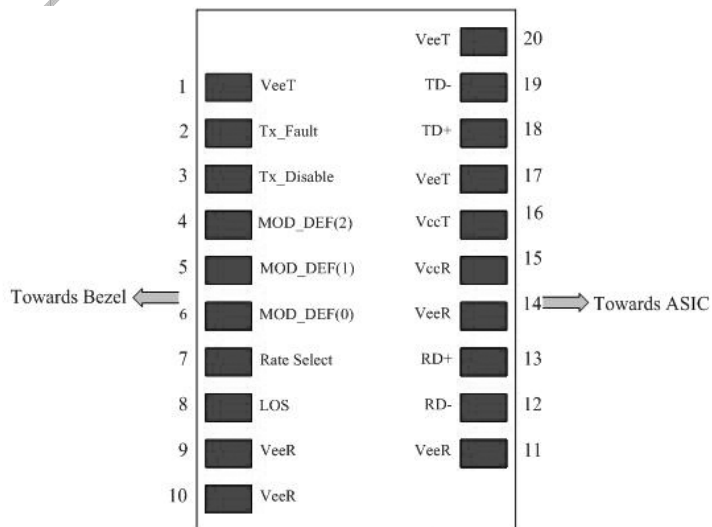 VeeT 20
1 VeeT TD- 19
2 Tx_Fault TD+ 18
3 Tx_Disable VeeT 17
4 MOD_DEF(2) VccT 16
5 MOD_DEF(1) VccR 15
Towards Bezel
6 MOD_DEF(0) VeeR 14 Towards ASIC
7 Rate Select RD+ 13
8 LOS RD- 12
9 VeeR VeeR 11
10 VeeR